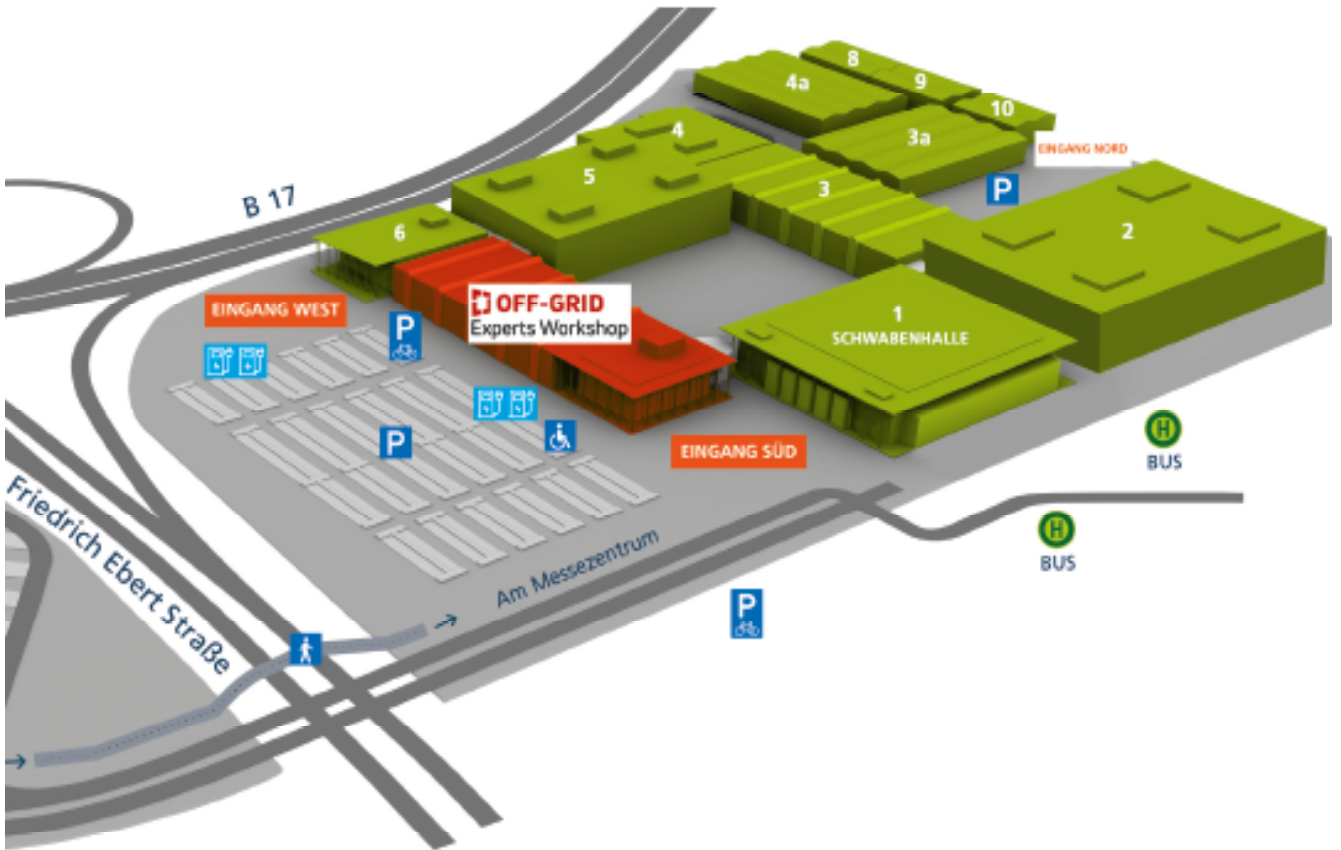 8
9
4a
10
4
3a
EINGANG NORD
5
P
3
B 17
6
2
EINGANG WEST
OFF-GRID
Experts Workshop
1
SCHWABENHALLE
P
P
EINGANG SÜD
H
BUS
Friedrich Ebert Straße
Am Messezentrum
H
BUS
P